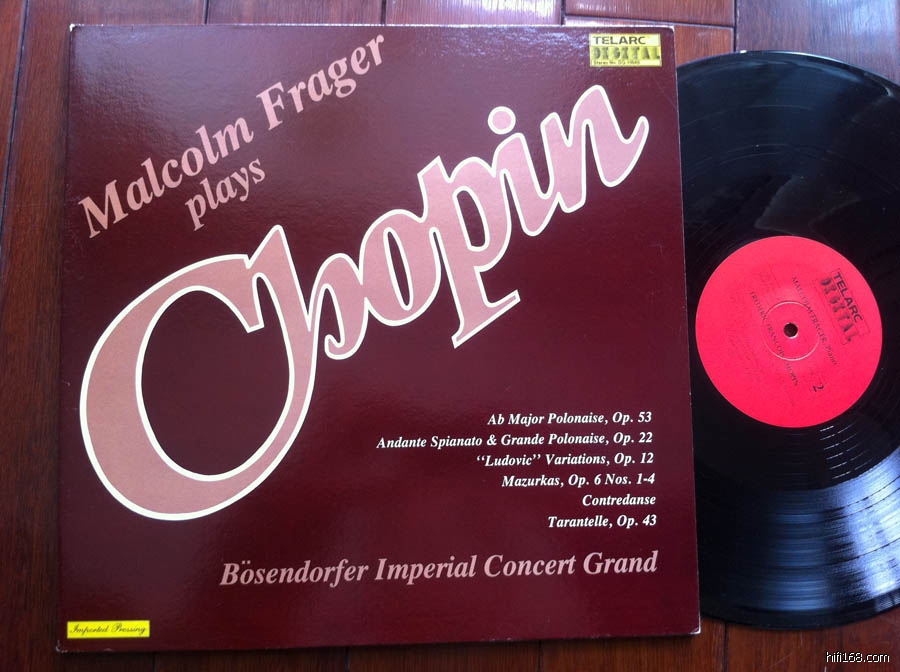 Malcolm Frager
plays
Chopin
TELARC
DIGITAL
Ab Major Polonaise, Op. 53
Andante Spianato & Grande Polonaise, Op. 22
“Ludovic” Variations, Op. 12
Mazurkas, Op. 6 Nos. 1-4
Contredanse
Tarantelle, Op. 43
Bösendorfer Imperial Concert Grand
Imported Pressing
TELARC
DIGITAL
2
hifi168.com